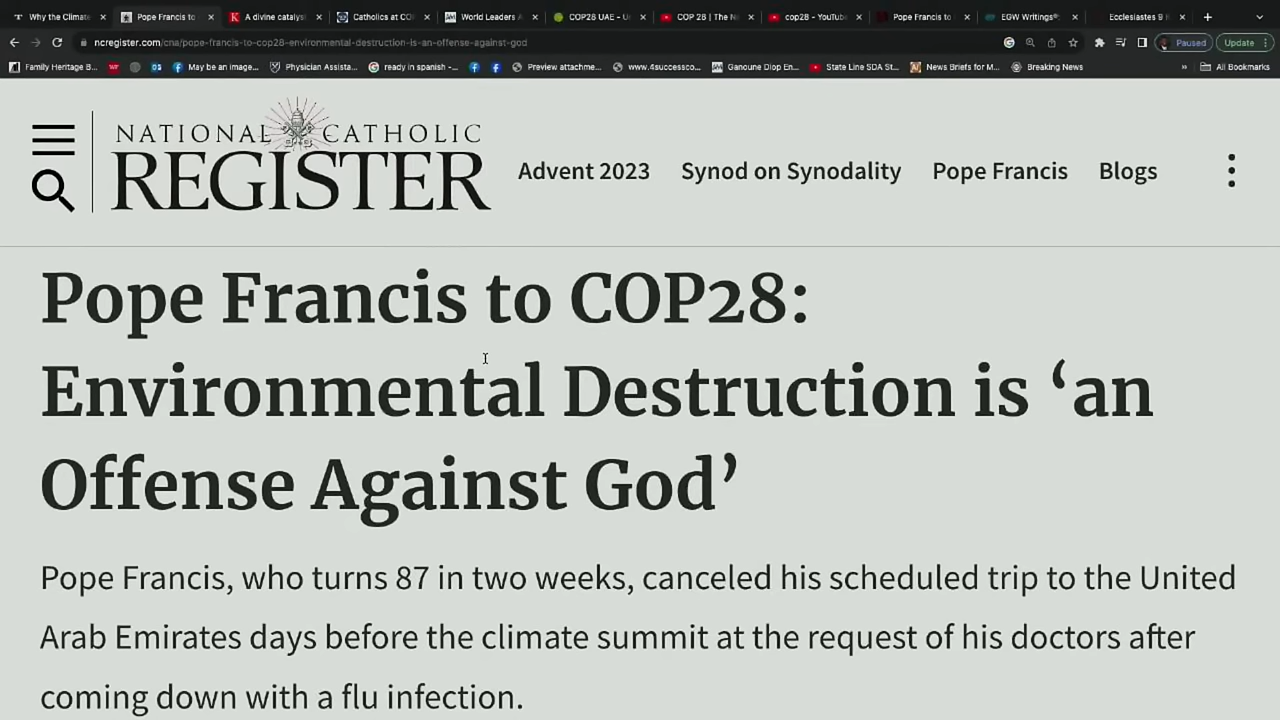 Why the Climate
Pope Francis to
A divine catalys
Catholics at COP
World Leaders A
COP28 UAE - U
COP 28 | The N
cop28 - YouTube
Pope Francis to
EGW Writings®
Ecclesiastes 9 K
ncregister.com/cna/pope-francis-to-cop28-environmental-destruction-is-an-offense-against-god
Paused
Update
Family Heritage B...
May be an image...
Physician Assista...
ready in spanish -...
Preview attachme...
www.4successco...
Ganoune Diop En...
State Line SDA St...
News Briefs for M...
Breaking News
All Bookmarks
NATIONAL CATHOLIC
REGISTER
Advent 2023
Synod on Synodality
Pope Francis
Blogs
Pope Francis to COP28:
Environmental Destruction is ‘an
Offense Against God’
Pope Francis, who turns 87 in two weeks, canceled his scheduled trip to the United
Arab Emirates days before the climate summit at the request of his doctors after
coming down with a flu infection.